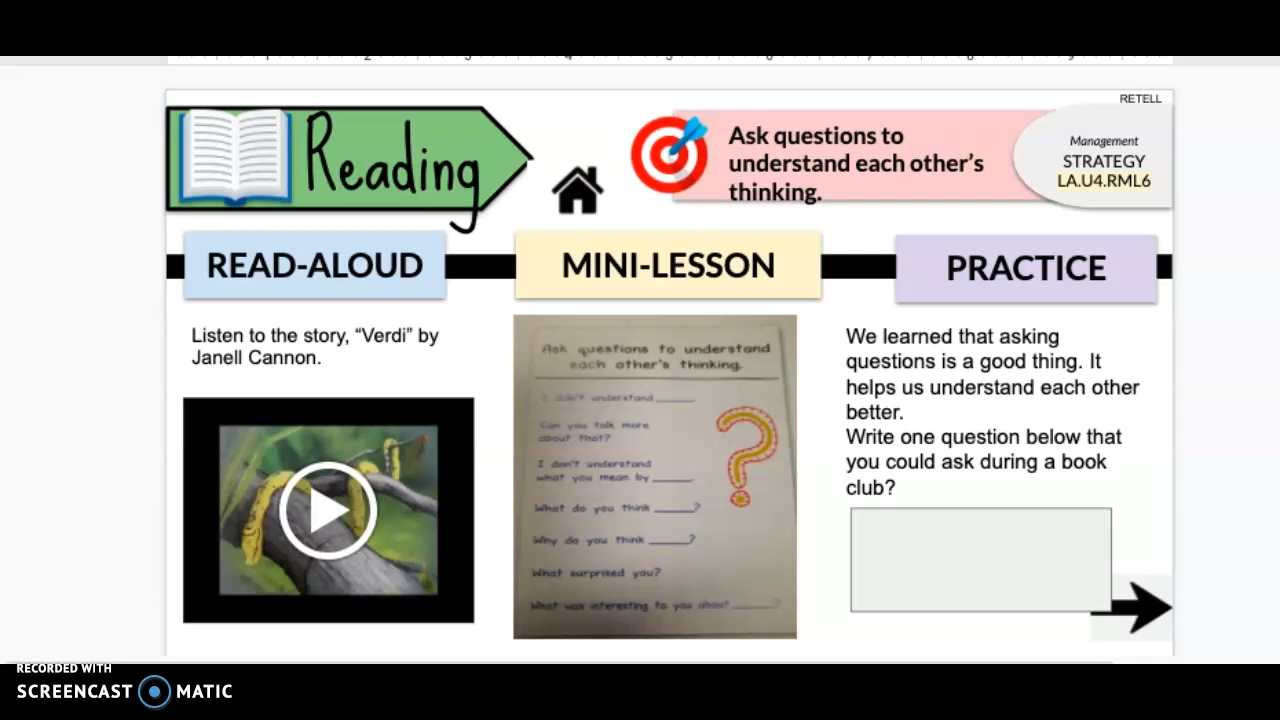 RETELL
Reading
Ask questions to
understand each other's
thinking.
Management
STRATEGY
LA.U4.RML6
READ-ALOUD
MINI-LESSON
PRACTICE
Listen to the story, “Verdi” by
Janell Cannon.
Ask questions to understand
each other's thinking.
I don't understand ______
Can you talk more
about that?
I don't understand
what you mean by ______.
What do you think ______?
Why do you think ______?
What surprised you?
What was interesting to you about ______?
We learned that asking
questions is a good thing. It
helps us understand each other
better.
Write one question below that
you could ask during a book
club?
RECORDED WITH
SCREENCAST MATIC